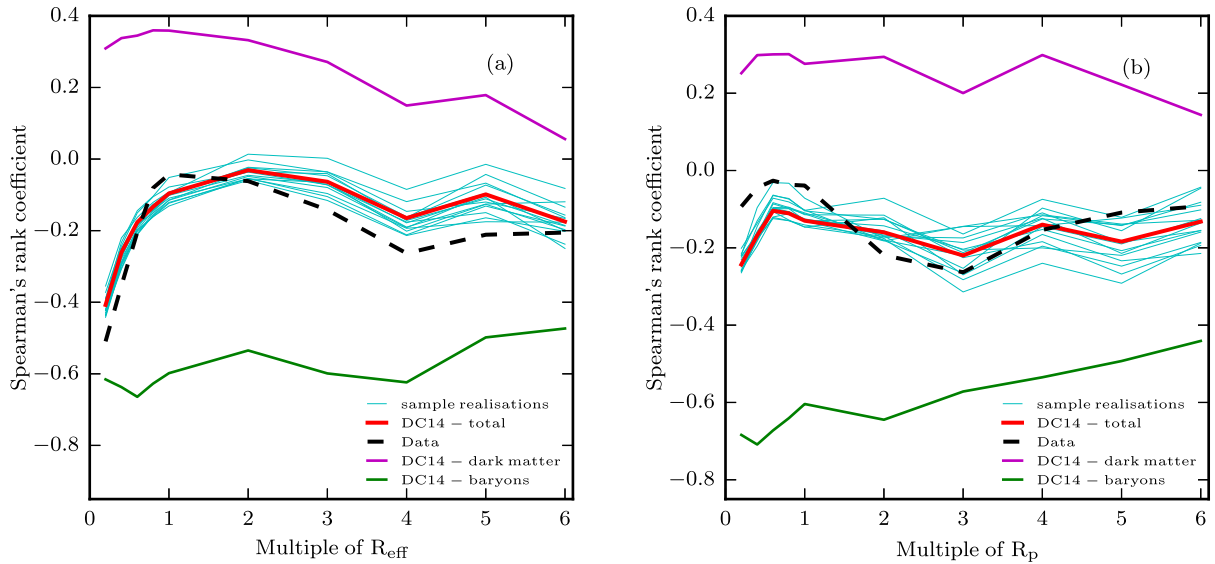 Spearman's rank coefficient
0.4
0.2
0.0
−0.2
−0.4
−0.6
−0.8
(a)
sample realisations
DC14 − total
Data
DC14 − dark matter
DC14 − baryons
0 1 2 3 4 5 6
Multiple of R_eff
Spearman's rank coefficient
0.4
0.2
0.0
−0.2
−0.4
−0.6
−0.8
(b)
sample realisations
DC14 − total
Data
DC14 − dark matter
DC14 − baryons
0 1 2 3 4 5 6
Multiple of R_p